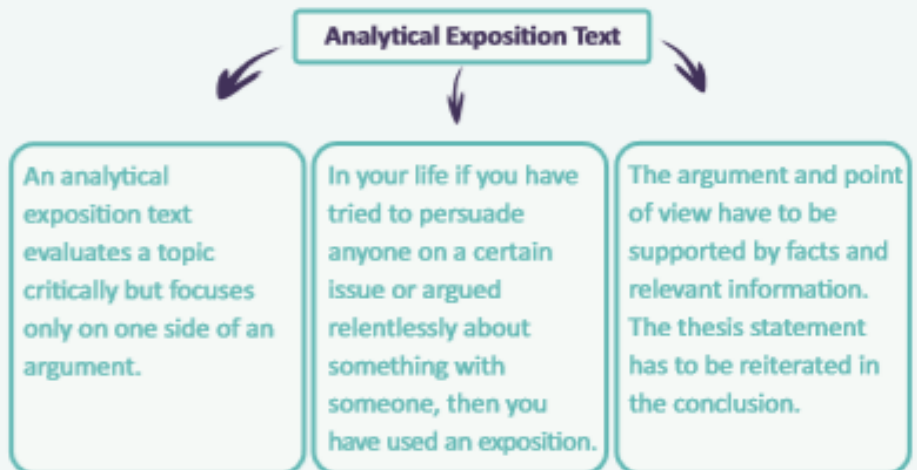 Analytical Exposition Text
An analytical
exposition text
evaluates a topic
critically but focuses
only on one side of an
argument.
In your life if you have
tried to persuade
anyone on a certain
issue or argued
relentlessly about
something with
someone, then you
have used an exposition.
The argument and point
of view have to be
supported by facts and
relevant information.
The thesis statement
has to be reiterated in
the conclusion.